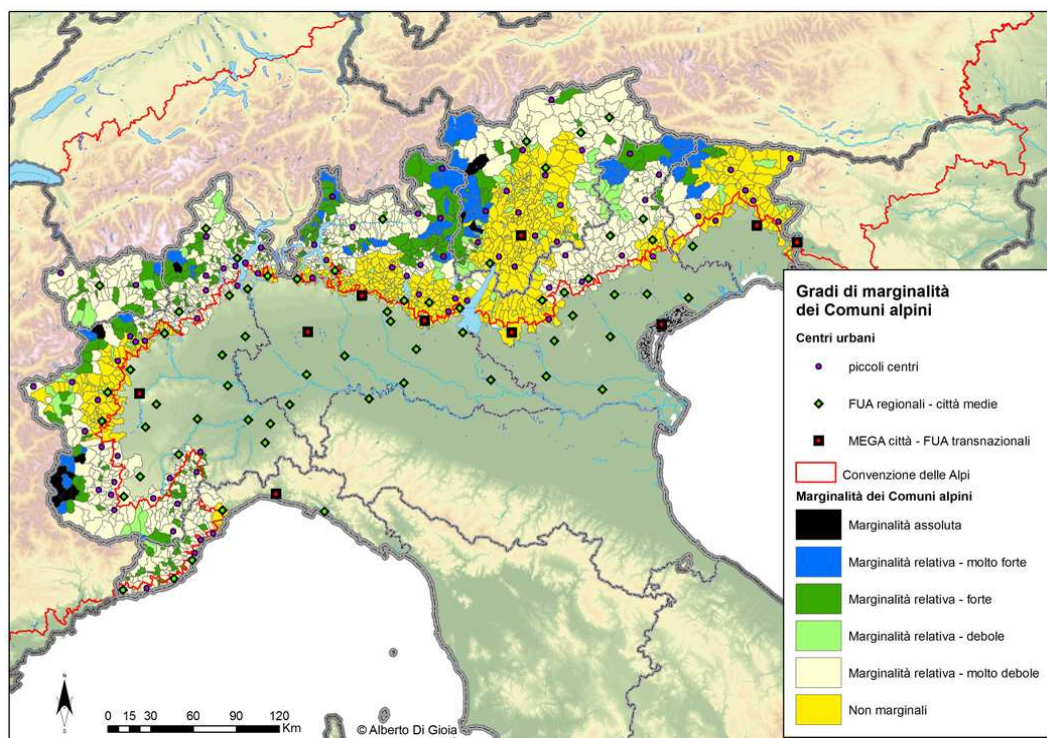 Gradi di marginalità
dei Comuni alpini
Centri urbani
piccoli centri
FUA regionali - città medie
MEGA città - FUA transnazionali
Convenzione delle Alpi
Marginalità dei Comuni alpini
Marginalità assoluta
Marginalità relativa - molto forte
Marginalità relativa - forte
Marginalità relativa - debole
Marginalità relativa - molto debole
Non marginali
N
S
0 15 30 60 90 120
Km
© Alberto Di Gioia